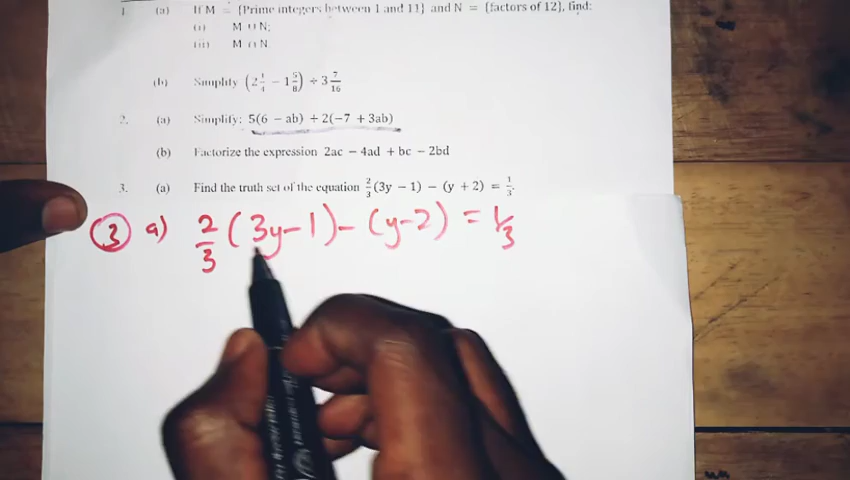 1 (a) If M = {Prime integers between 1 and 11} and N = {factors of 12}, find:
(i) M ∪ N;
(ii) M ∩ N.
(b) Simplify (2 1/4 − 1 5/8) ÷ 3 7/16
2. (a) Simplify: 5(6 − ab) + 2(−7 + 3ab)
(b) Factorize the expression 2ac − 4ad + bc − 2bd
3. (a) Find the truth set of the equation 2/3 (3y − 1) − (y + 2) = 1/3.
3 a) 2/3 (3y-1)-(y-2) = 1/3